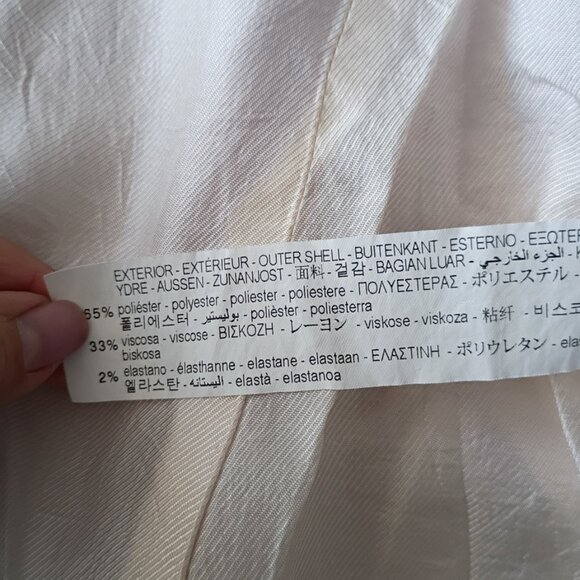 EXTERIOR - EXTÉRIEUR - OUTER SHELL - BUITENKANT - ESTERNO - ΕΞΩΤΕΡ
YDRE - AUSSEN - ZUNANJOST - 面料 - 겉감 - BAGIAN LUAR - الجزء الخارجي -
65% poliéster - polyester - poliester - poliestere - ΠΟΛΥΕΣΤΕΡΑΣ - ポリエステル -
폴리에스터 - بوليستير - polièster - poliesterra
33% viscosa - viscose - ΒΙΣΚΟΖΗ - レーヨン - viskose - viskoza - 粘纤 - 비스코
biskosa
2% elastano - élasthanne - elastane - elastaan - ΕΛΑΣΤΙΝΗ - ポリウレタン -
엘라스탄 - اليستانه - elastà - elastanoa